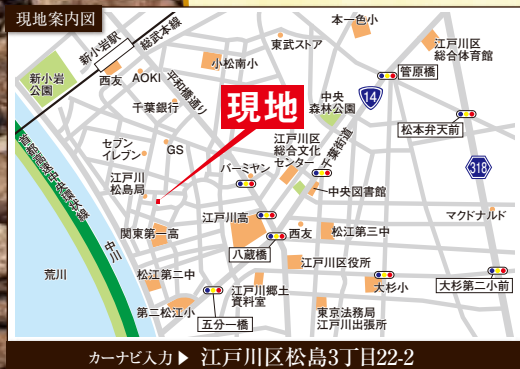 現地案内図
本一色小
新小岩駅
総武本線
東武ストア
江戸川区
総合体育館
小松南小
西友
AOKI
平和橋通り
菅原橋
新小岩
公園
千葉銀行
現地
中央
森林公園
14
松本弁天前
セブン
イレブン
GS
江戸川区
総合文化
センター
千葉街道
首都高速中央環状線
バーミヤン
318
江戸川
松島局
中央図書館
中川
江戸川高
マクドナルド
関東第一高
西友
松江第三中
八蔵橋
荒川
松江第二中
江戸川区役所
江戸川郷土
資料室
大杉小
大杉第二小前
第二松江小
五分一橋
東京法務局
江戸川出張所
カーナビ入力▶ 江戸川区松島3丁目22-2